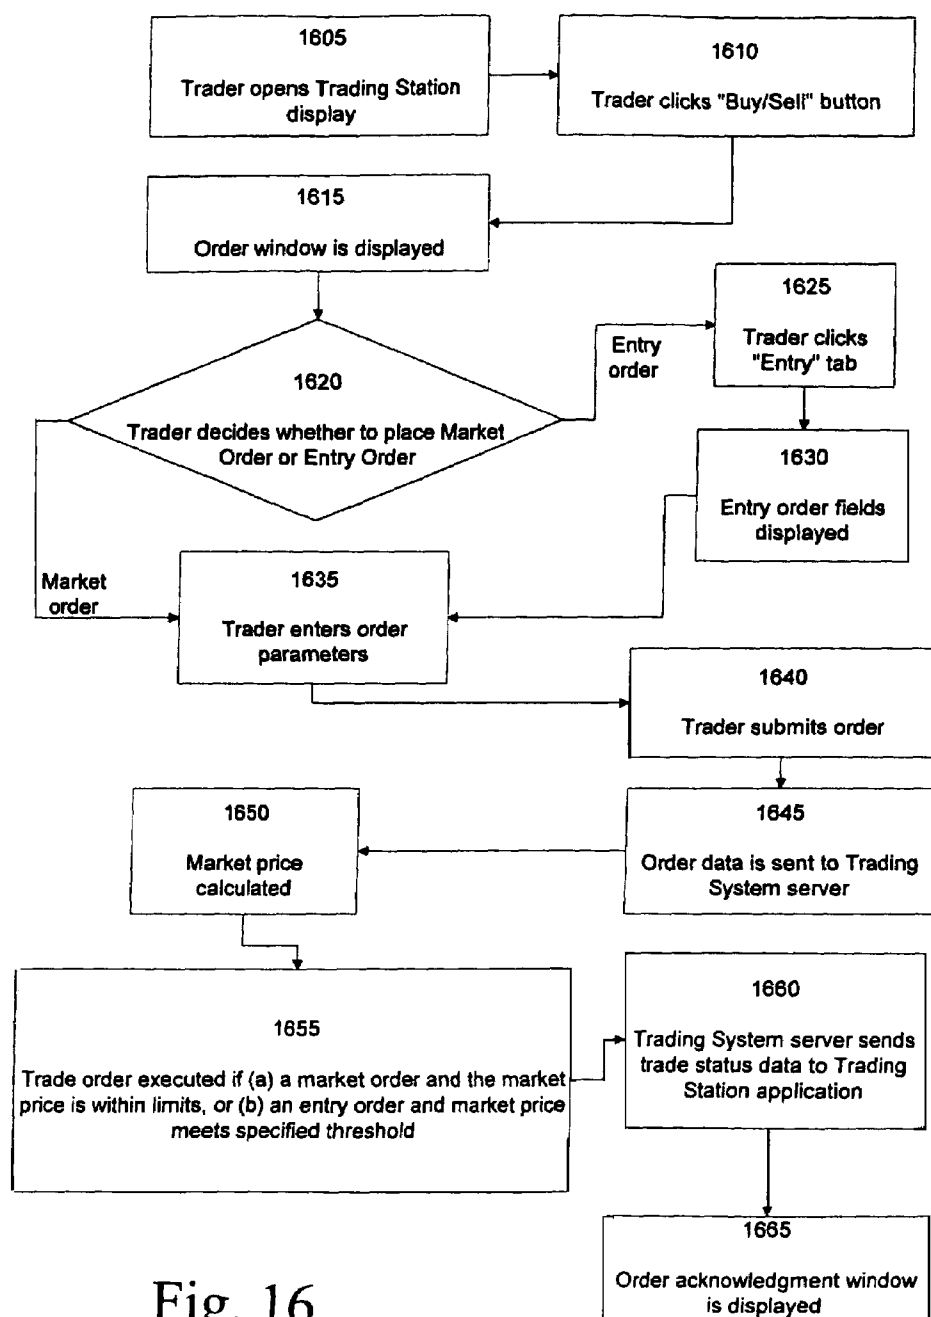 1605
Trader opens Trading Station
display
1610
Trader clicks "Buy/Sell" button
1615
Order window is displayed
1620
Trader decides whether to place Market
Order or Entry Order
Entry
order
1625
Trader clicks
"Entry" tab
1630
Entry order fields
displayed
Market
order
1635
Trader enters order
parameters
1640
Trader submits order
1645
Order data is sent to Trading
System server
1650
Market price
calculated
1655
Trade order executed if (a) a market order and the market
price is within limits, or (b) an entry order and market price
meets specified threshold
1660
Trading System server sends
trade status data to Trading
Station application
1665
Order acknowledgment window
is displayed
Fig. 16